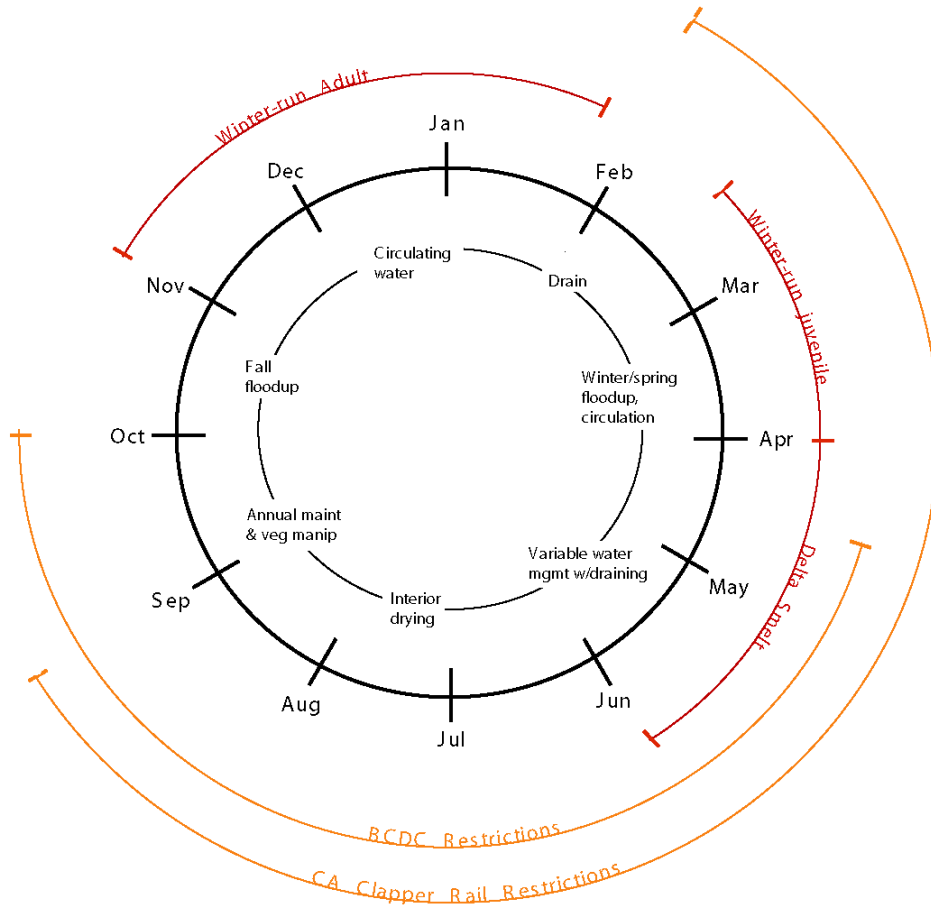 Winter-run Adult
Jan
Feb
Mar
Apr
May
Jun
Jul
Aug
Sep
Oct
Nov
Dec
Circulating
water
Drain
Winter/spring
floodup,
circulation
Variable water
mgmt w/draining
Interior
drying
Annual maint
& veg manip
Fall
floodup
Winter-run juvenile
Delta Smelt
BCDC Restrictions
CA Clapper Rail Restrictions